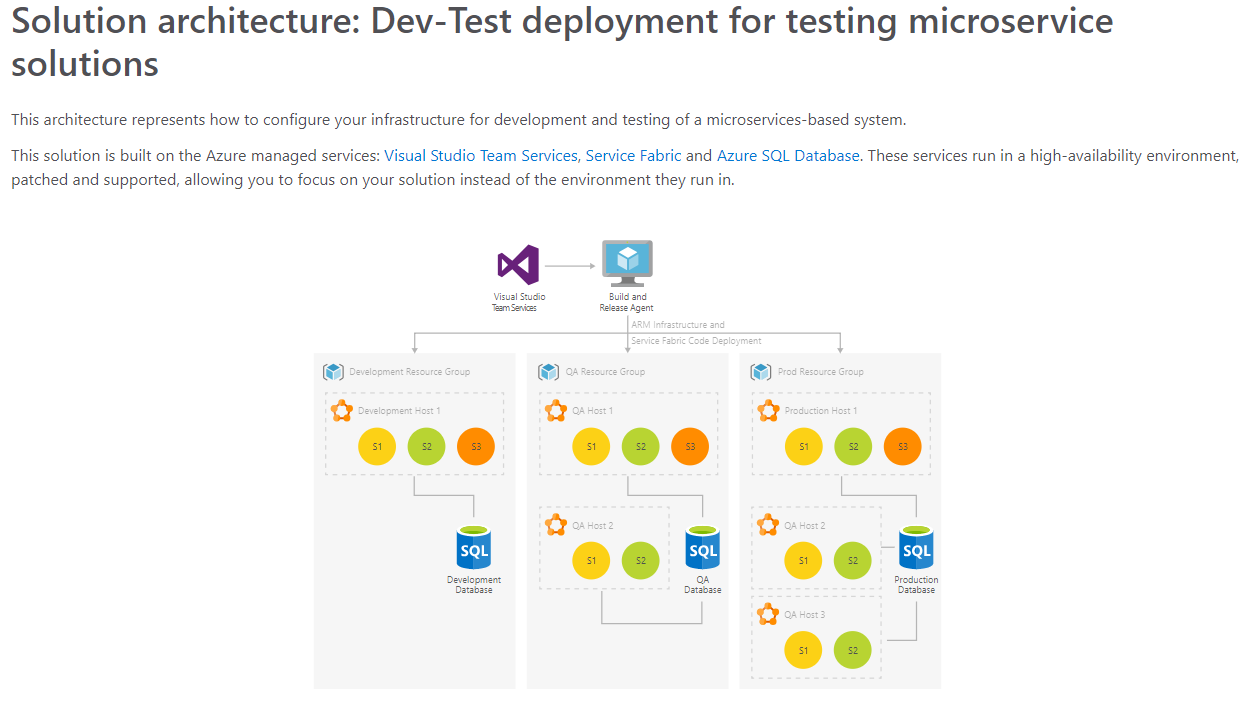 Solution architecture: Dev-Test deployment for testing microservice
solutions
This architecture represents how to configure your infrastructure for development and testing of a microservices-based system.
This solution is built on the Azure managed services: Visual Studio Team Services, Service Fabric and Azure SQL Database. These services run in a high-availability environment,
patched and supported, allowing you to focus on your solution instead of the environment they run in.
Visual Studio
Team Services
Build and
Release Agent
ARM Infrastructure and
Service Fabric Code Deployment
Development Resource Group
Development Host 1
S1 S2 S3
SQL
Development
Database
QA Resource Group
QA Host 1
S1 S2 S3
QA Host 2
S1 S2
SQL
QA
Database
Prod Resource Group
Production Host 1
S1 S2 S3
QA Host 2
S1 S2
SQL
Production
Database
QA Host 3
S1 S2